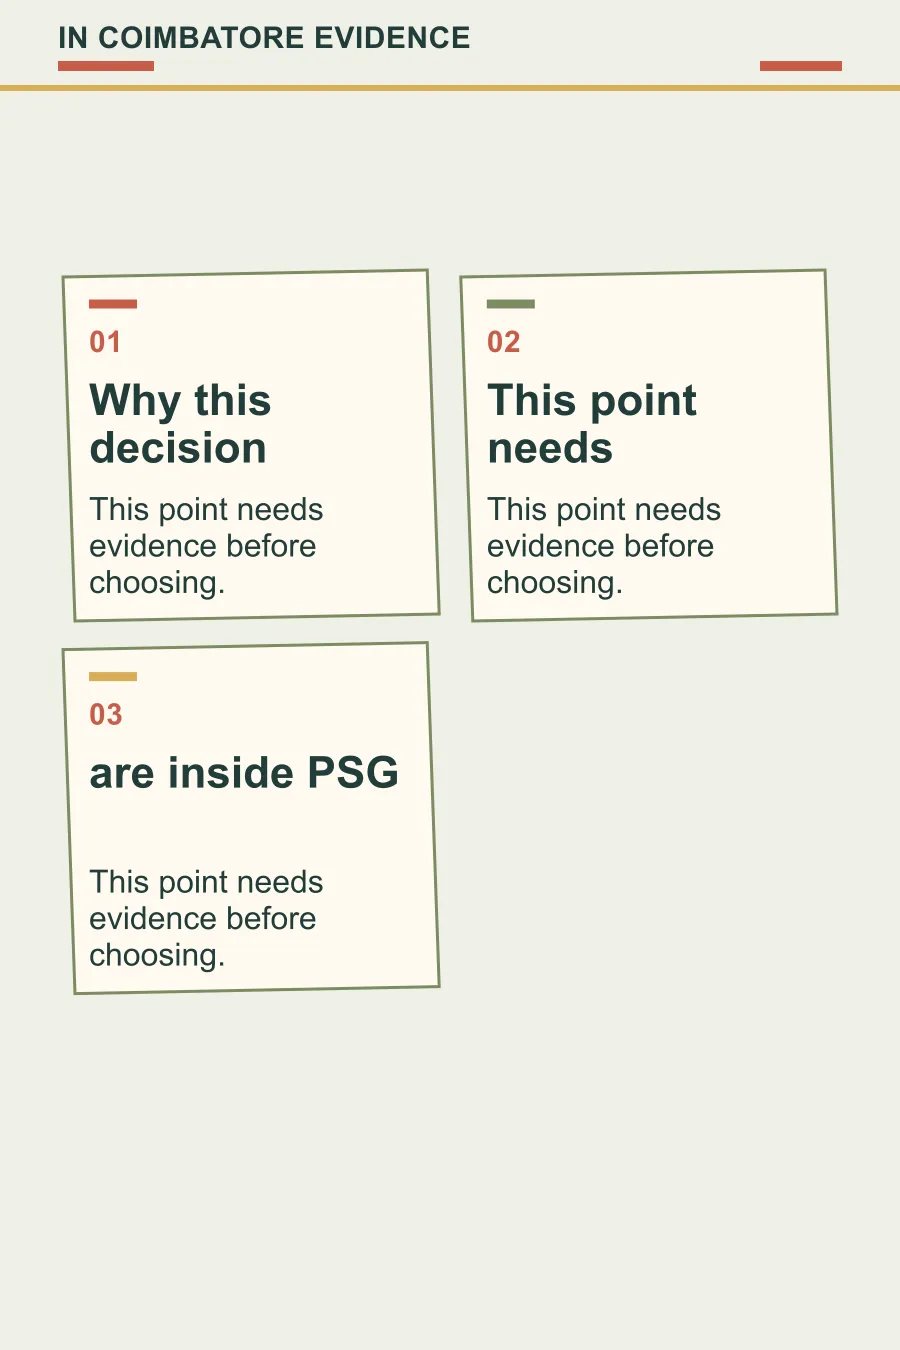 IN COIMBATORE EVIDENCE
01
Why this
decision
This point needs
evidence before
choosing.
02
This point
needs
This point needs
evidence before
choosing.
03
are inside PSG
This point needs
evidence before
choosing.